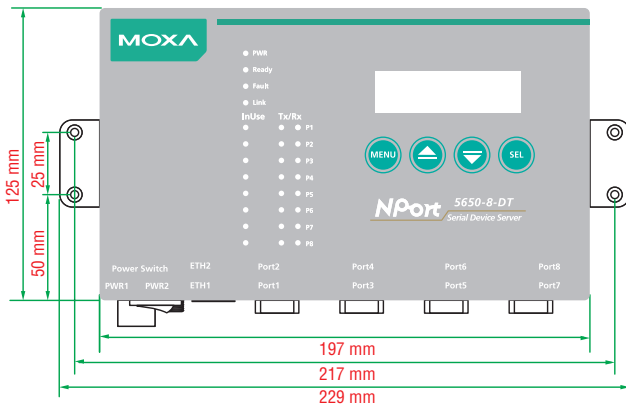 MOXA
PWR
Ready
Fault
Link
InUse Tx/Rx
P1
P2
P3
P4
P5
P6
P7
P8
MENU
SEL
NPort 5650-8-DT
Serial Device Server
Power Switch
PWR1 PWR2
ETH2 Port2 Port4 Port6 Port8
ETH1 Port1 Port3 Port5 Port7
125 mm
25 mm
50 mm
197 mm
217 mm
229 mm